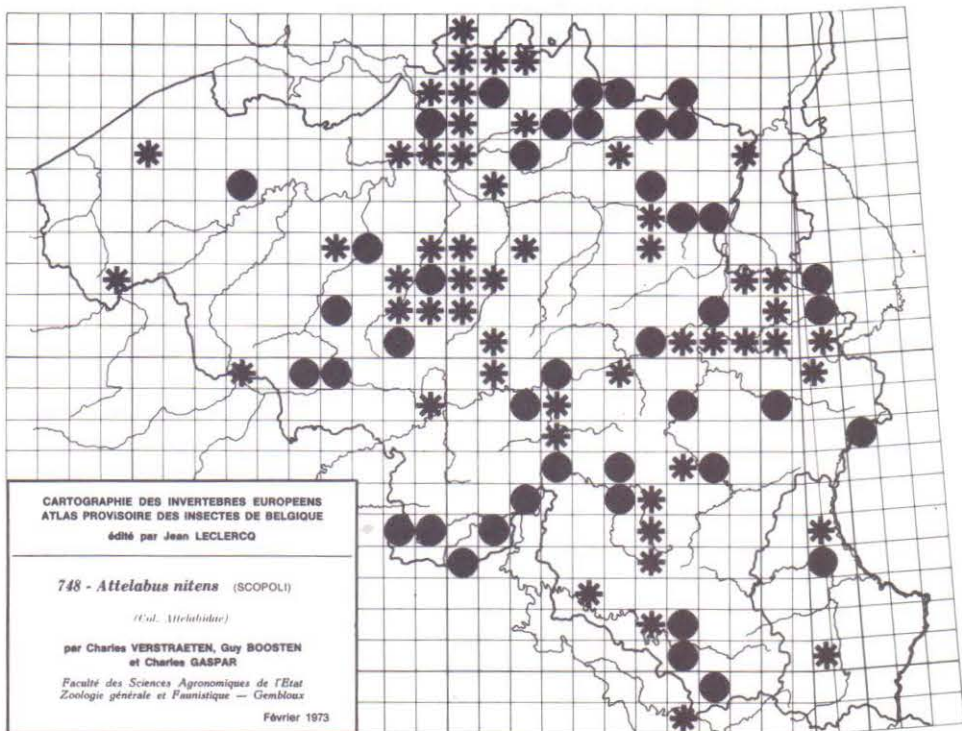 CARTOGRAPHIE DES INVERTEBRES EUROPEENS
ATLAS PROViSOIRE DES INSECTES DE BELGIQUE
édité par Jean LECLERCQ
748 - Attelabus nitens (SCOPOLI)
(Col. Attelabidae)
par Charles VERSTRAETEN, Guy BOOSTEN
et Charles GASPAR
Faculté des Sciences Agronomiques de l'Etat
Zoologie générale et Faunistique — Gembloux
Février 1973